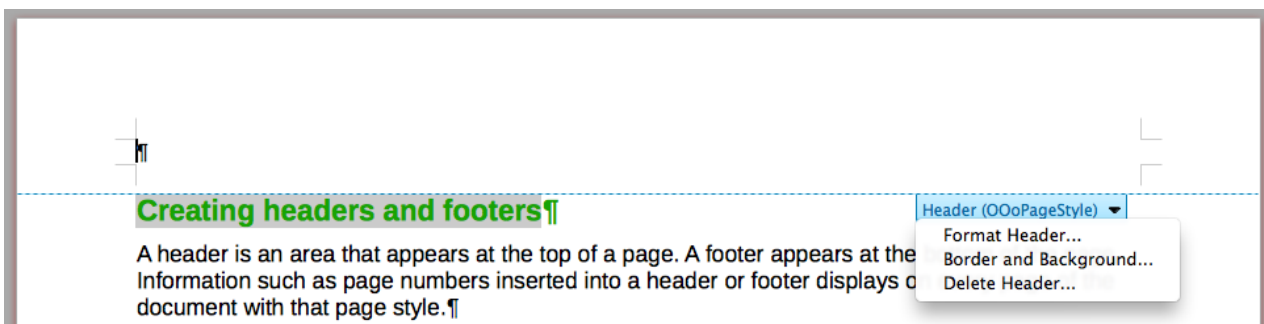 ¶
Creating headers and footers¶
Header (OOoPageStyle)
Format Header...
Border and Background...
Delete Header...
A header is an area that appears at the top of a page. A footer appears at the
Information such as page numbers inserted into a header or footer displays
document with that page style.¶